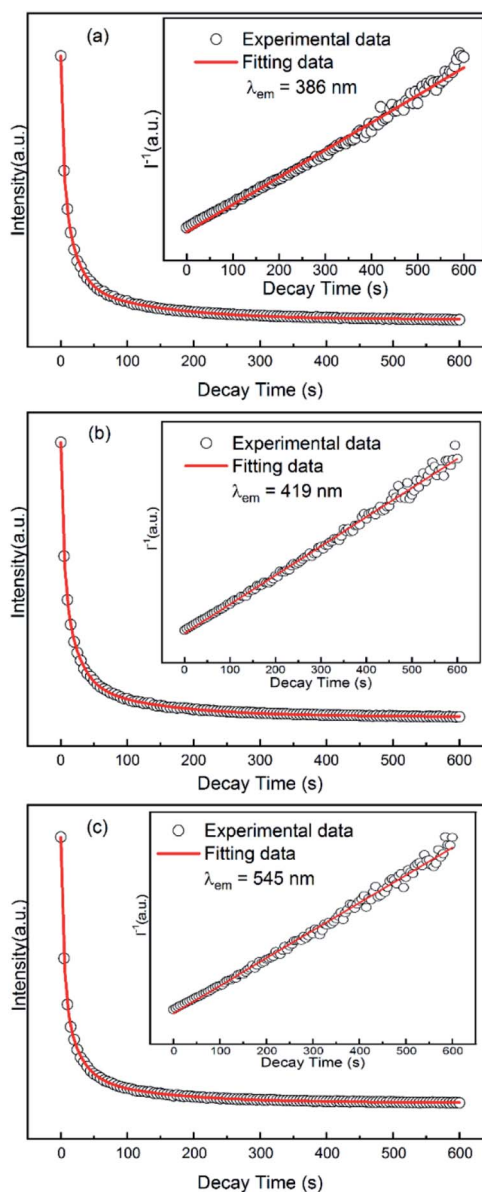 (a)
Experimental data
Fitting data
λem = 386 nm
I⁻¹(a.u.)
0 100 200 300 400 500 600
Decay Time (s)
Intensity(a.u.)
0 100 200 300 400 500 600
Decay Time (s)
(b)
Experimental data
Fitting data
λem = 419 nm
I⁻¹(a.u.)
0 100 200 300 400 500 600
Decay Time (s)
Intensity(a.u.)
0 100 200 300 400 500 600
Decay Time (s)
(c)
Experimental data
Fitting data
λem = 545 nm
I⁻¹(a.u.)
0 100 200 300 400 500 600
Decay Time (s)
Intensity(a.u.)
0 100 200 300 400 500 600
Decay Time (s)